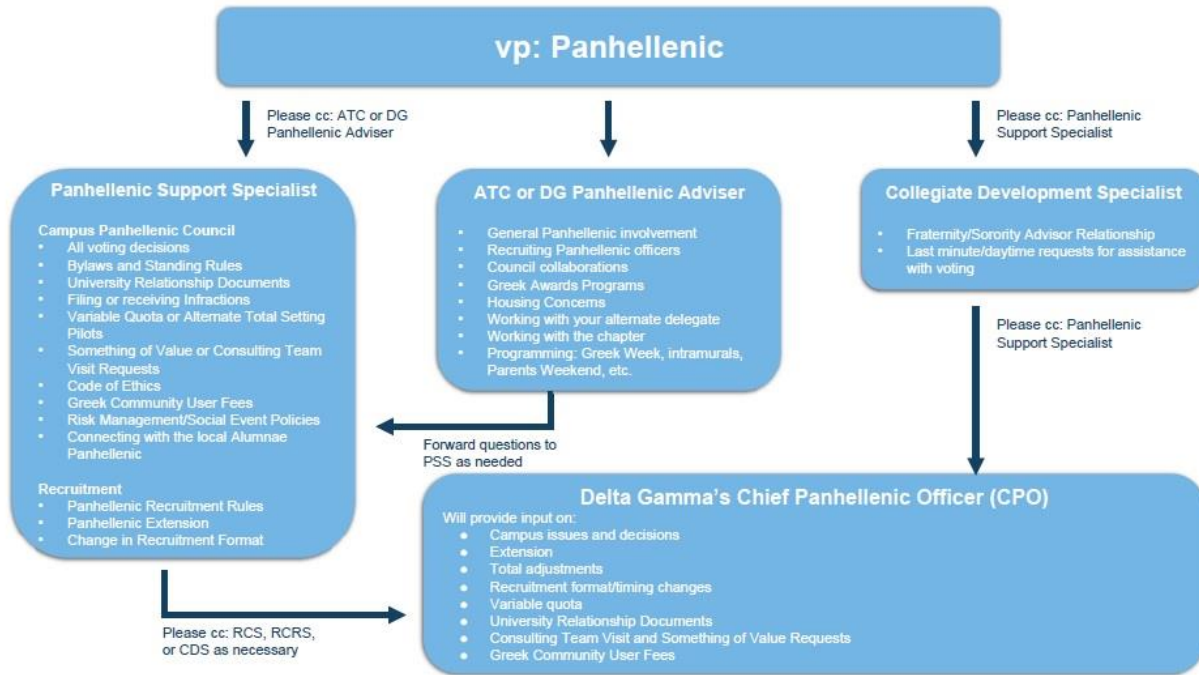 vp: Panhellenic
Please cc: ATC or DG
Panhellenic Adviser
Please cc: Panhellenic
Support Specialist
Panhellenic Support Specialist
Campus Panhellenic Council
• All voting decisions
• Bylaws and Standing Rules
• University Relationship Documents
• Filing or receiving Infractions
• Variable Quota or Alternate Total Setting
Pilots
• Something of Value or Consulting Team
Visit Requests
• Code of Ethics
• Greek Community User Fees
• Risk Management/Social Event Policies
• Connecting with the local Alumnae
Panhellenic
Recruitment
• Panhellenic Recruitment Rules
• Panhellenic Extension
• Change in Recruitment Format
ATC or DG Panhellenic Adviser
• General Panhellenic involvement
• Recruiting Panhellenic officers
• Council collaborations
• Greek Awards Programs
• Housing Concerns
• Working with your alternate delegate
• Working with the chapter
• Programming: Greek Week, intramurals,
Parents Weekend, etc.
Collegiate Development Specialist
• Fraternity/Sorority Advisor Relationship
• Last minute/daytime requests for assistance
with voting
Please cc: Panhellenic
Support Specialist
Forward questions to
PSS as needed
Please cc: RCS, RCRS,
or CDS as necessary
Delta Gamma's Chief Panhellenic Officer (CPO)
Will provide input on:
● Campus issues and decisions
● Extension
● Total adjustments
● Recruitment format/timing changes
● Variable quota
● University Relationship Documents
● Consulting Team Visit and Something of Value Requests
● Greek Community User Fees